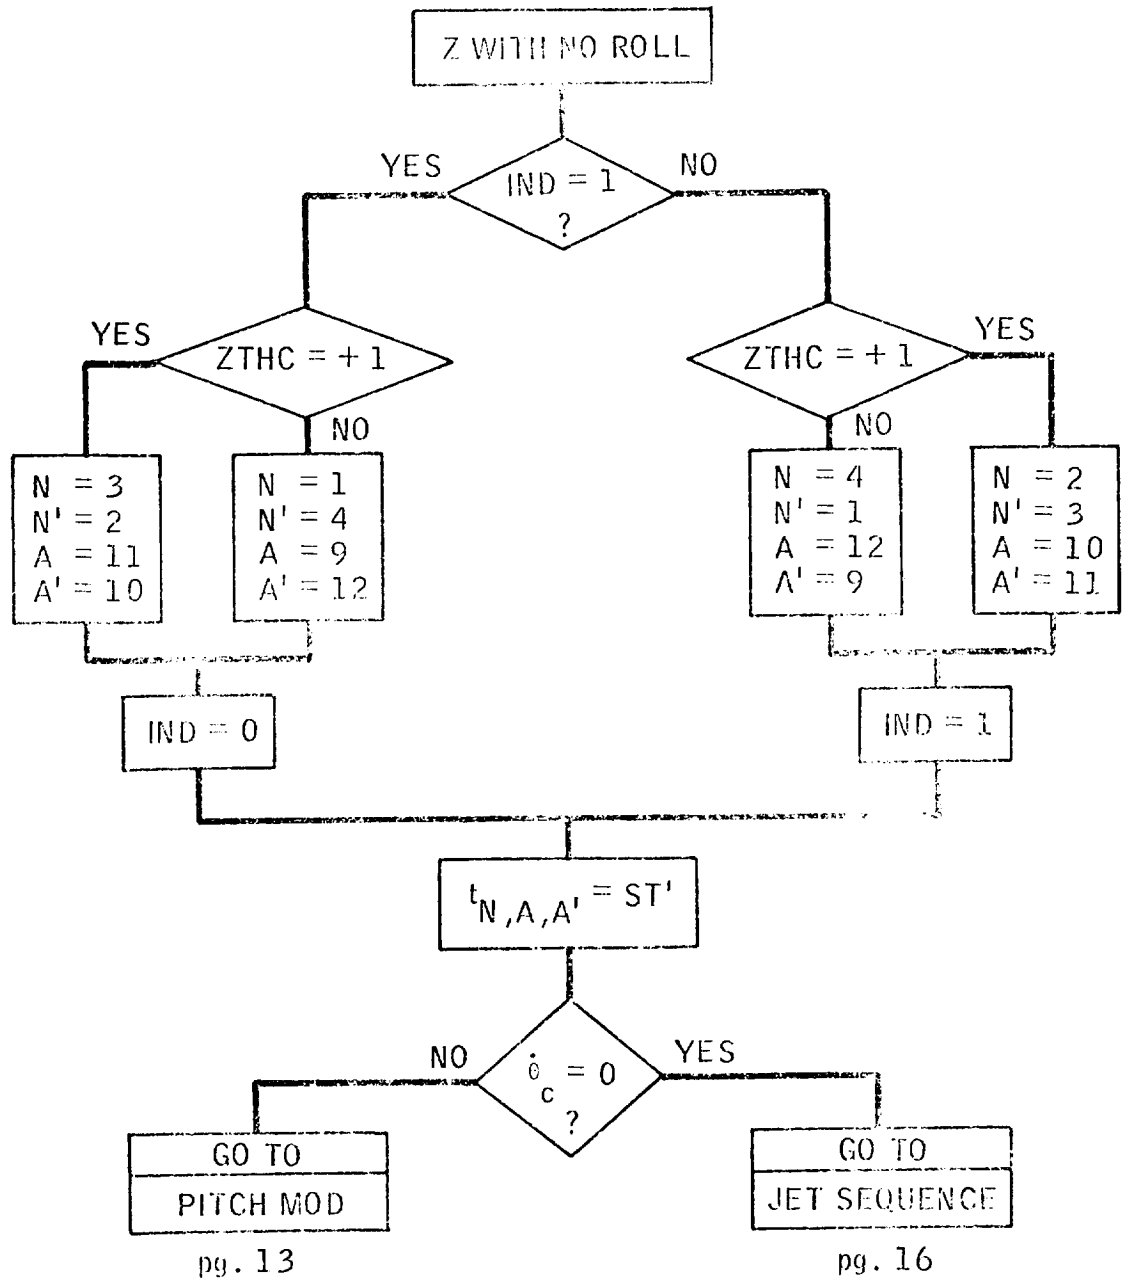 Z WITH NO ROLL
YES
IND = 1
?
NO
YES
ZTHC = + 1
NO
ZTHC = + 1
YES
NO
N = 3
N' = 2
A = 11
A' = 10
N = 1
N' = 4
A = 9
A' = 12
N = 4
N' = 1
A = 12
A' = 9
N = 2
N' = 3
A = 10
A' = 11
IND = 0
IND = 1
t N,A,A' = ST'
NO
θ̇c = 0
?
YES
GO TO
PITCH MOD
pg. 13
GO TO
JET SEQUENCE
pg. 16